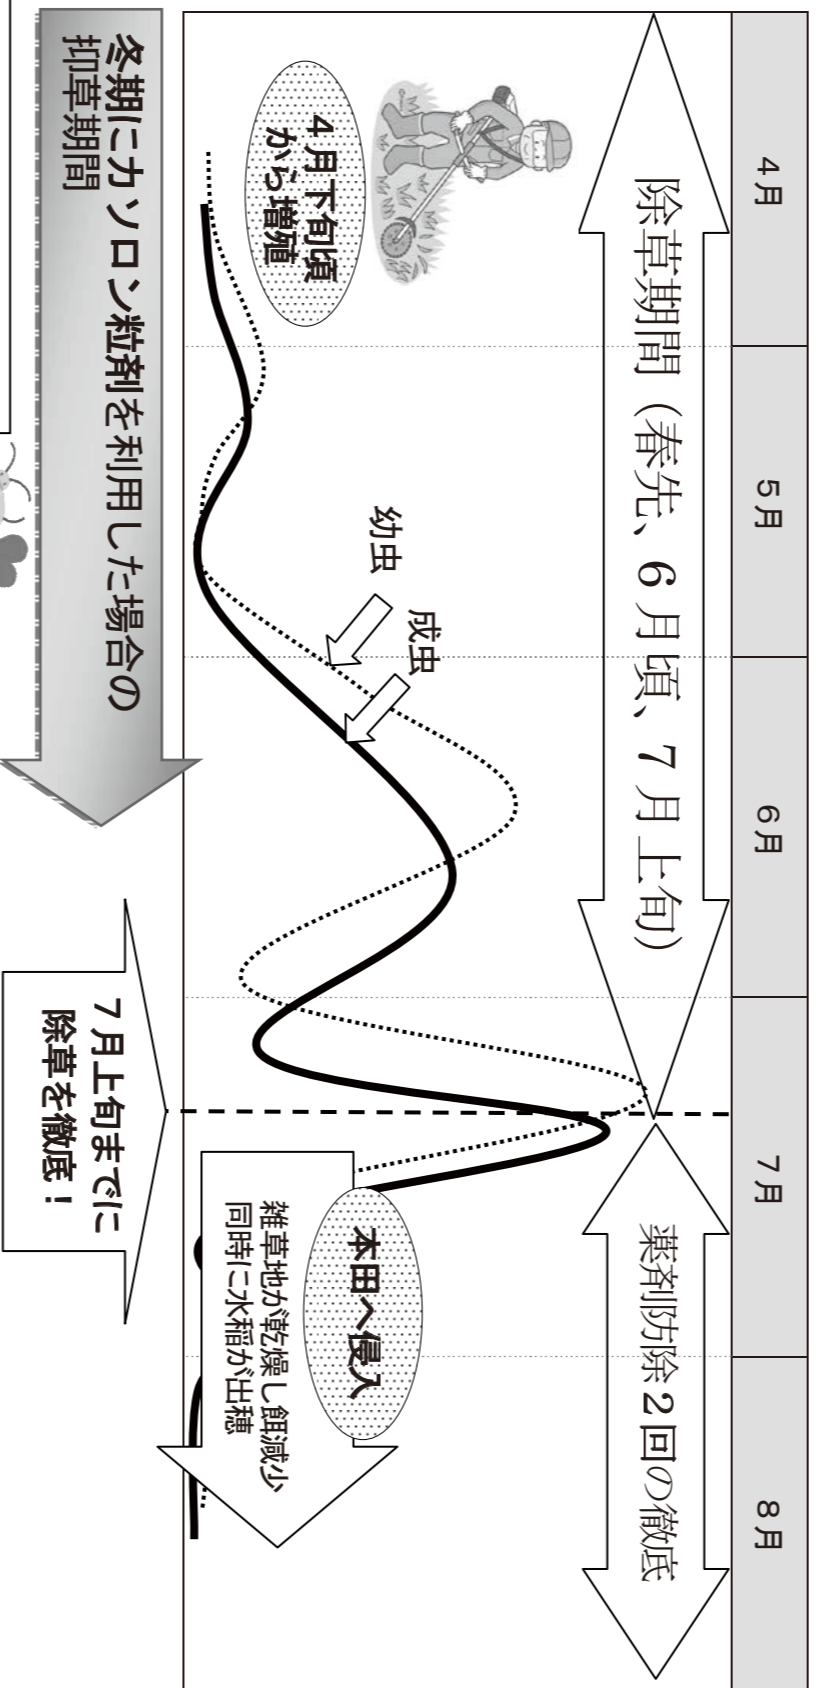 4月
5月
6月
7月
8月
除草期間（春先、6月頃、7月上旬）
薬剤防除2回の徹底
4月下旬頃
から増殖
幼虫
成虫
本田へ侵入
雑草地が乾燥し餌減少
同時に水稲が出穂
冬期にカソロン粒剤を利用した場合の
抑草期間
7月上旬までに
除草を徹底！